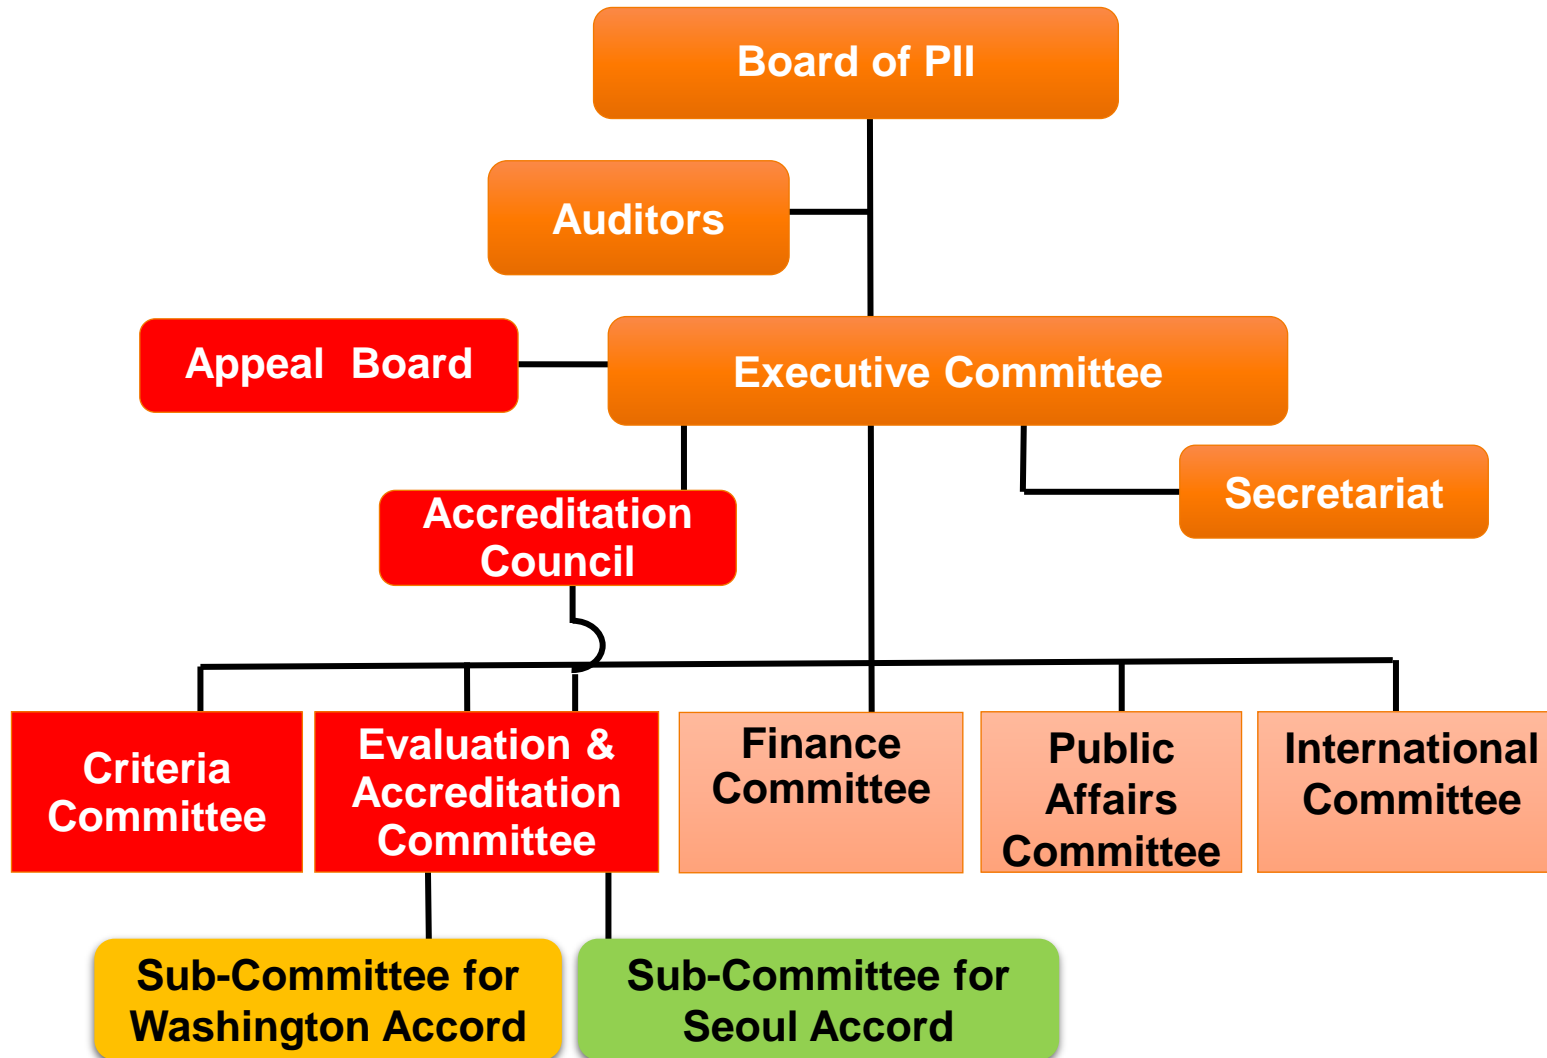 Board of PII
Auditors
Appeal  Board
Executive Committee
Secretariat
Accreditation
Council
Criteria
Committee
Evaluation &
Accreditation
Committee
Finance
Committee
Public
Affairs
Committee
International
Committee
Sub-Committee for
Washington Accord
Sub-Committee for
Seoul Accord